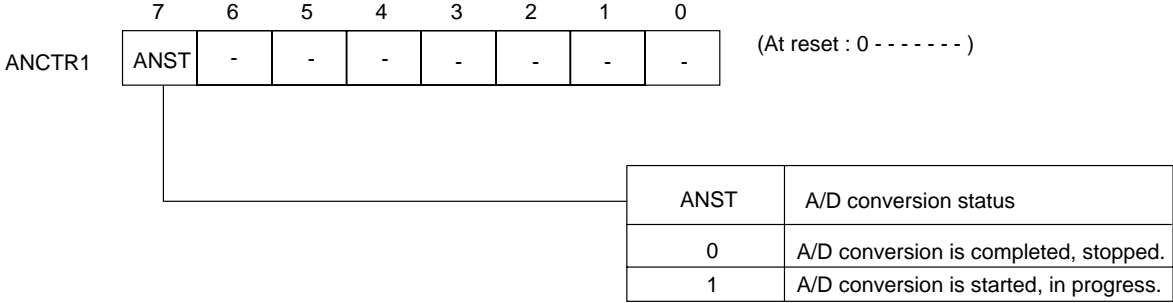 7 6 5 4 3 2 1 0
ANCTR1 ANST - - - - - - - (At reset : 0 - - - - - - - )
ANST A/D conversion status
0 A/D conversion is completed, stopped.
1 A/D conversion is started, in progress.